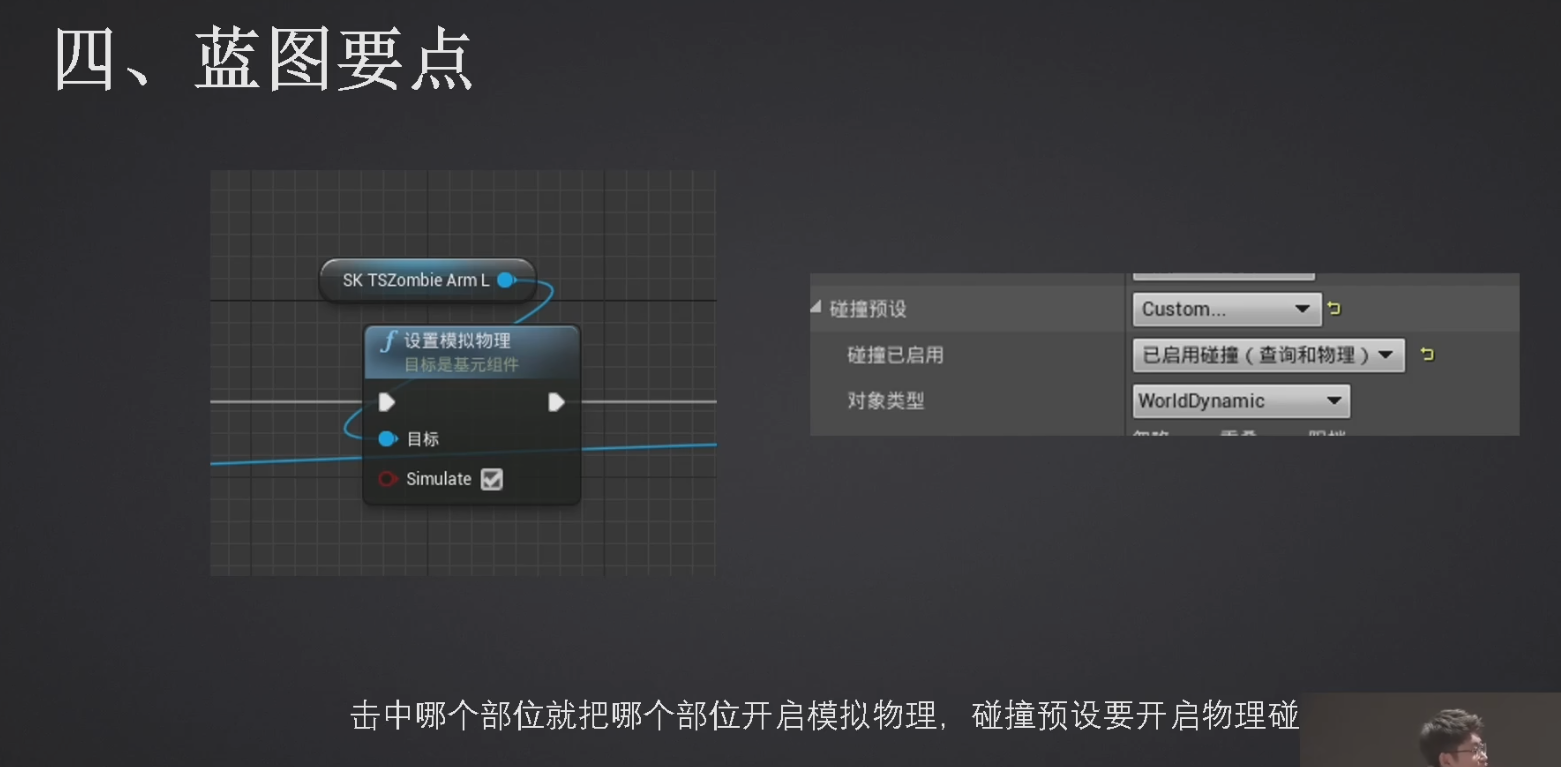 四、蓝图要点
SK TSZombie Arm L
f 设置模拟物理
目标是基元组件
目标
Simulate
碰撞预设 Custom...
碰撞已启用 已启用碰撞（查询和物理）
对象类型 WorldDynamic
击中哪个部位就把哪个部位开启模拟物理，碰撞预设要开启物理碰